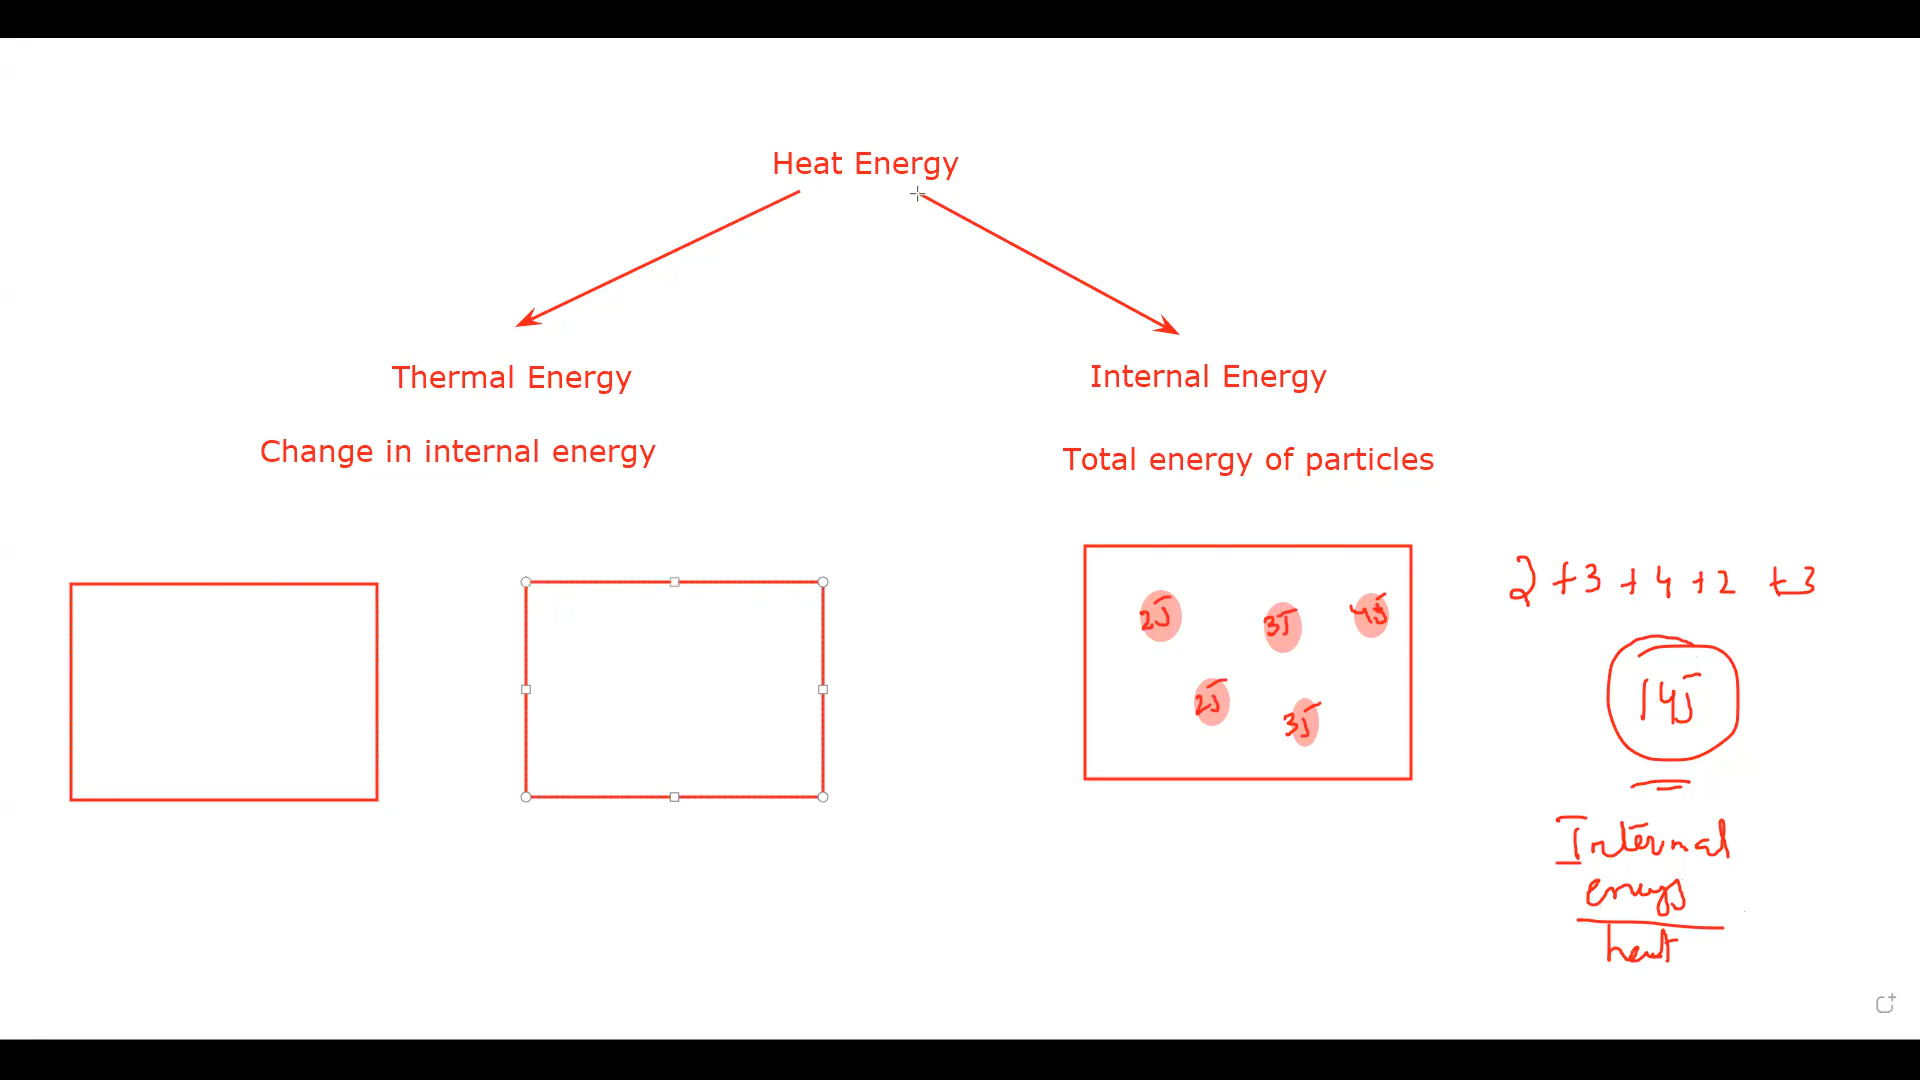 Heat Energy
Thermal Energy
Internal Energy
Change in internal energy
Total energy of particles
2J 3J 4J
2J 3J
2 + 3 + 4 + 2 + 3
14J
Internal
energy
heat